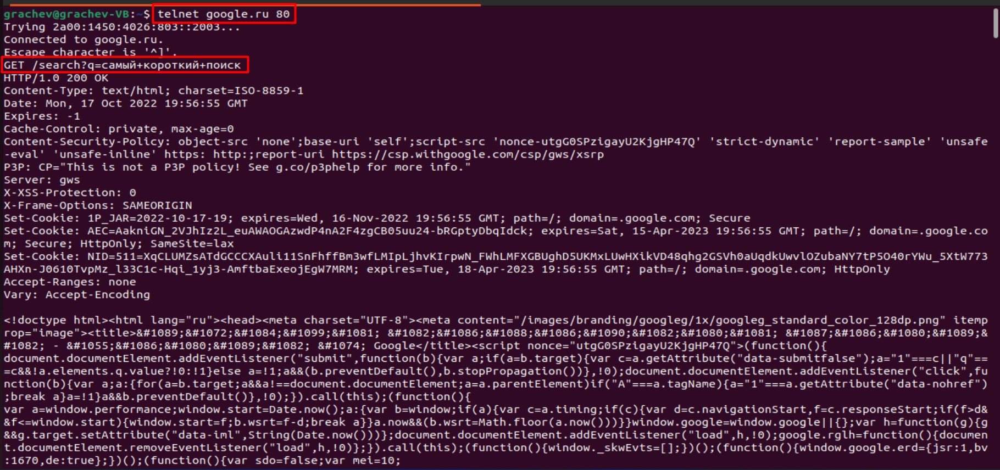 grachev@grachev-VB:~$ telnet google.ru 80
Trying 2a00:1450:4026:803::2003...
Connected to google.ru.
Escape character is '^]'.
GET /search?q=самый+короткий+поиск
HTTP/1.0 200 OK
Content-Type: text/html; charset=ISO-8859-1
Date: Mon, 17 Oct 2022 19:56:55 GMT
Expires: -1
Cache-Control: private, max-age=0
Content-Security-Policy: object-src 'none';base-uri 'self';script-src 'nonce-utgG0SPzigayU2KjgHP47Q' 'strict-dynamic' 'report-sample' 'unsafe
-eval' 'unsafe-inline' https: http:;report-uri https://csp.withgoogle.com/csp/gws/xsrp
P3P: CP="This is not a P3P policy! See g.co/p3phelp for more info."
Server: gws
X-XSS-Protection: 0
X-Frame-Options: SAMEORIGIN
Set-Cookie: 1P_JAR=2022-10-17-19; expires=Wed, 16-Nov-2022 19:56:55 GMT; path=/; domain=.google.com; Secure
Set-Cookie: AEC=AakniGN_2VJhIz2L_euAWAOGAzwdP4nA2F4zgCB05uu24-bRGptyDbqIdck; expires=Sat, 15-Apr-2023 19:56:55 GMT; path=/; domain=.google.co
m; Secure; HttpOnly; SameSite=lax
Set-Cookie: NID=511=XqCLUMZsATdGCCCXAuli11SnFhffBm3wfLMIpLjhvKIrpwN_FWhLMFXGBUghD5UKMxLUwHXikVD48qhg2GSVh0aUqdkUwvlOZubaNY7tP5O40rYWu_5XtW773
AHXn-J0610TvpMz_l33C1c-Hqi_1yj3-AmftbaExeojEgW7MRM; expires=Tue, 18-Apr-2023 19:56:55 GMT; path=/; domain=.google.com; HttpOnly
Accept-Ranges: none
Vary: Accept-Encoding
<!doctype html><html lang="ru"><head><meta charset="UTF-8"><meta content="/images/branding/googleg/1x/googleg_standard_color_128dp.png" itemp
rop="image"><title>&#1089;&#1072;&#1084;&#1099;&#1081; &#1082;&#1086;&#1088;&#1086;&#1090;&#1082;&#1080;&#1081; &#1087;&#1086;&#1080;&#1089;&
#1082; - &#1055;&#1086;&#1080;&#1089;&#1082; &#1074; Google</title><script nonce="utgG0SPzigayU2KjgHP47Q">(function(){
document.documentElement.addEventListener("submit",function(b){var a;if(a=b.target){var c=a.getAttribute("data-submitfalse");a="1"===c||"q"==
=c&&!a.elements.q.value?!0:!1}else a=!1;a&&(b.preventDefault(),b.stopPropagation())},!0);document.documentElement.addEventListener("click",fu
nction(b){var a;a:{for(a=b.target;a&&a!==document.documentElement;a=a.parentElement)if("A"===a.tagName){a="1"===a.getAttribute("data-nohref")
;break a}a=!1}a&&b.preventDefault()},!0);}).call(this);(function(){
var a=window.performance;window.start=Date.now();a:{var b=window;if(a){var c=a.timing;if(c){var d=c.navigationStart,f=c.responseStart;if(f>d&
&f<=window.start){window.start=f;b.wsrt=f-d;break a}}a.now&&(b.wsrt=Math.floor(a.now()))}}window.google=window.google||{};var h=function(g){g
&&g.target.setAttribute("data-iml",String(Date.now()))};document.documentElement.addEventListener("load",h,!0);google.rglh=function(){documen
t.documentElement.removeEventListener("load",h,!0)};}).call(this);(function(){window._skwEvts=[];})();(function(){window.google.erd={jsr:1,bv
:1670,de:true};})();(function(){var sdo=false;var mei=10;